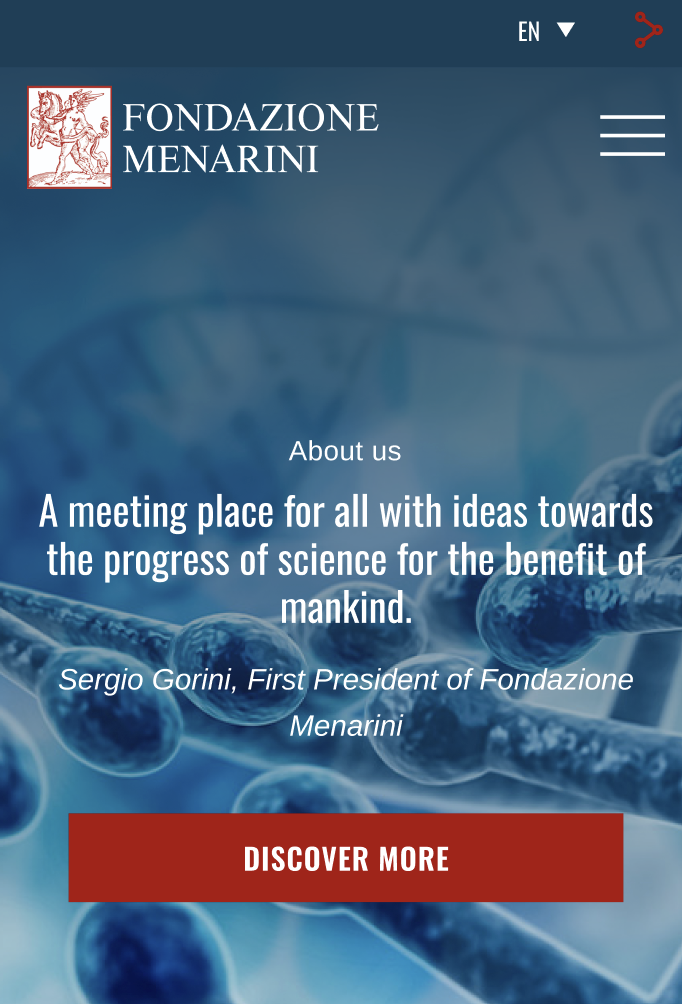 EN
FONDAZIONE
MENARINI
About us
A meeting place for all with ideas towards
the progress of science for the benefit of
mankind.
Sergio Gorini, First President of Fondazione
Menarini
DISCOVER MORE